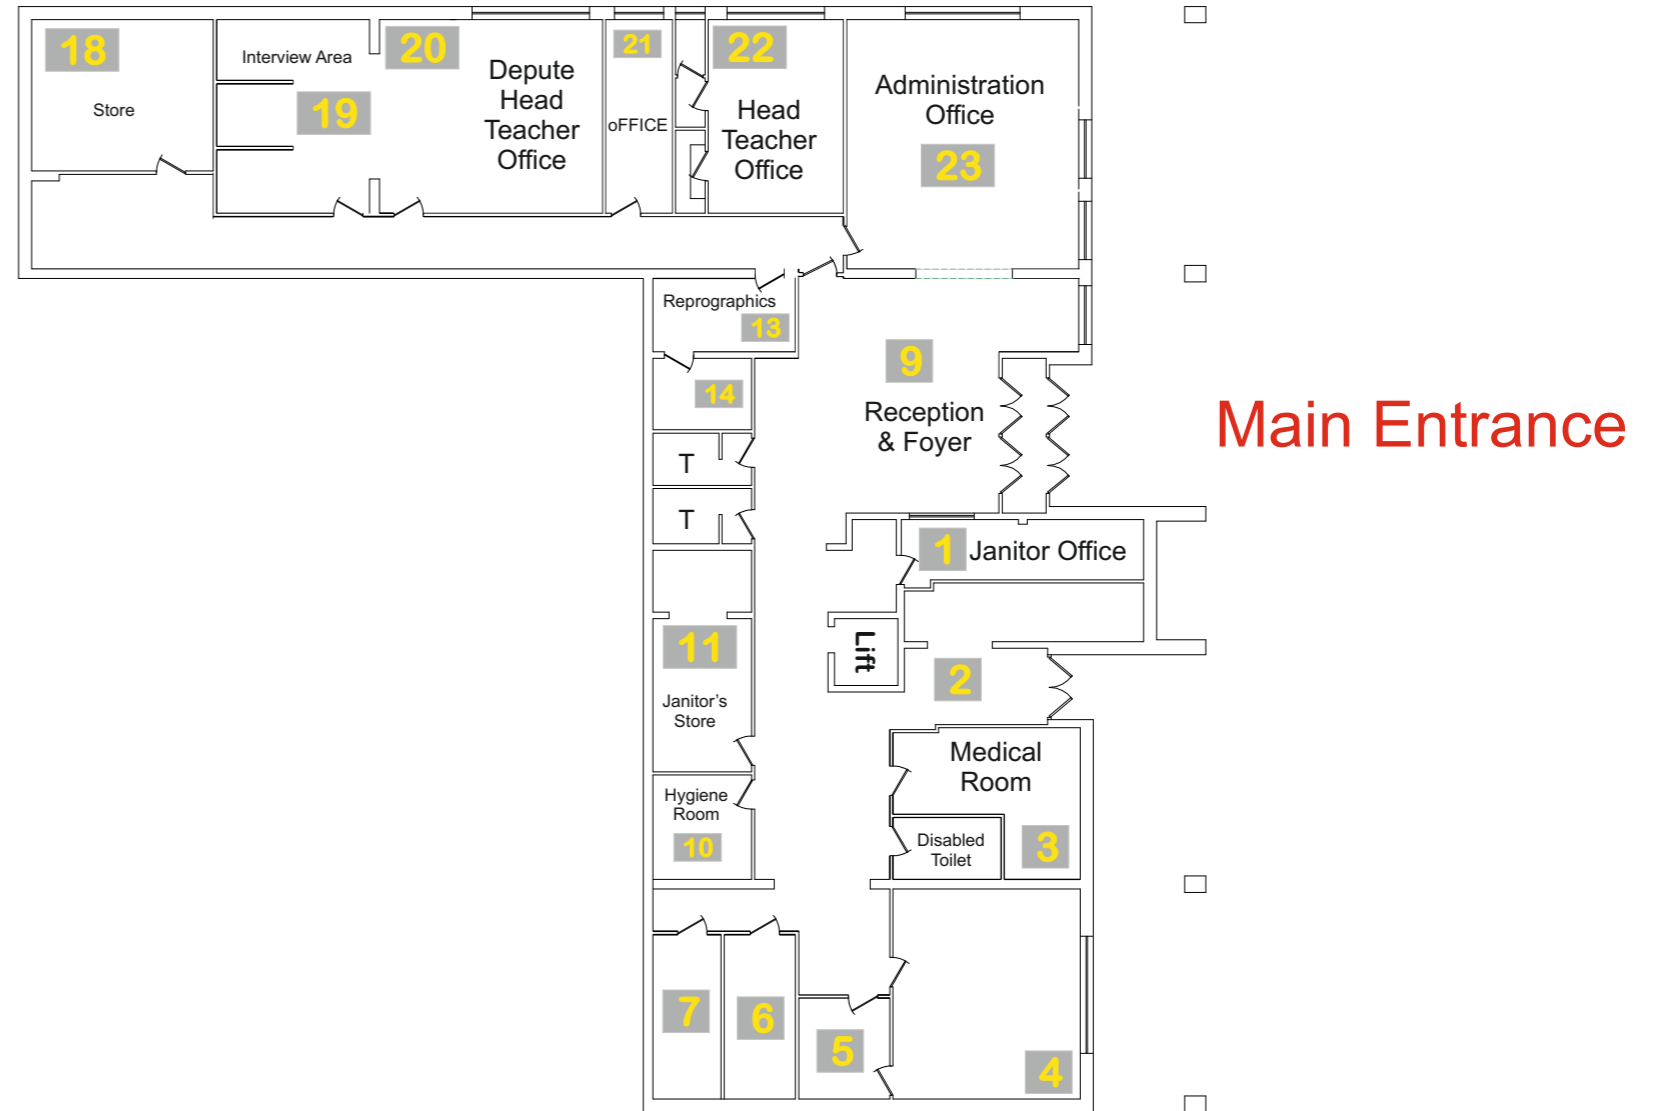 18
Store
Interview Area
19
20
Depute
Head
Teacher
Office
21
oFFICE
22
Head
Teacher
Office
Administration
Office
23
Reprographics
13
14
T
T
9
Reception
& Foyer
Main Entrance
1 Janitor Office
Lift
2
11
Janitor's
Store
Hygiene
Room
10
Medical
Room
3
Disabled
Toilet
7
6
5
4